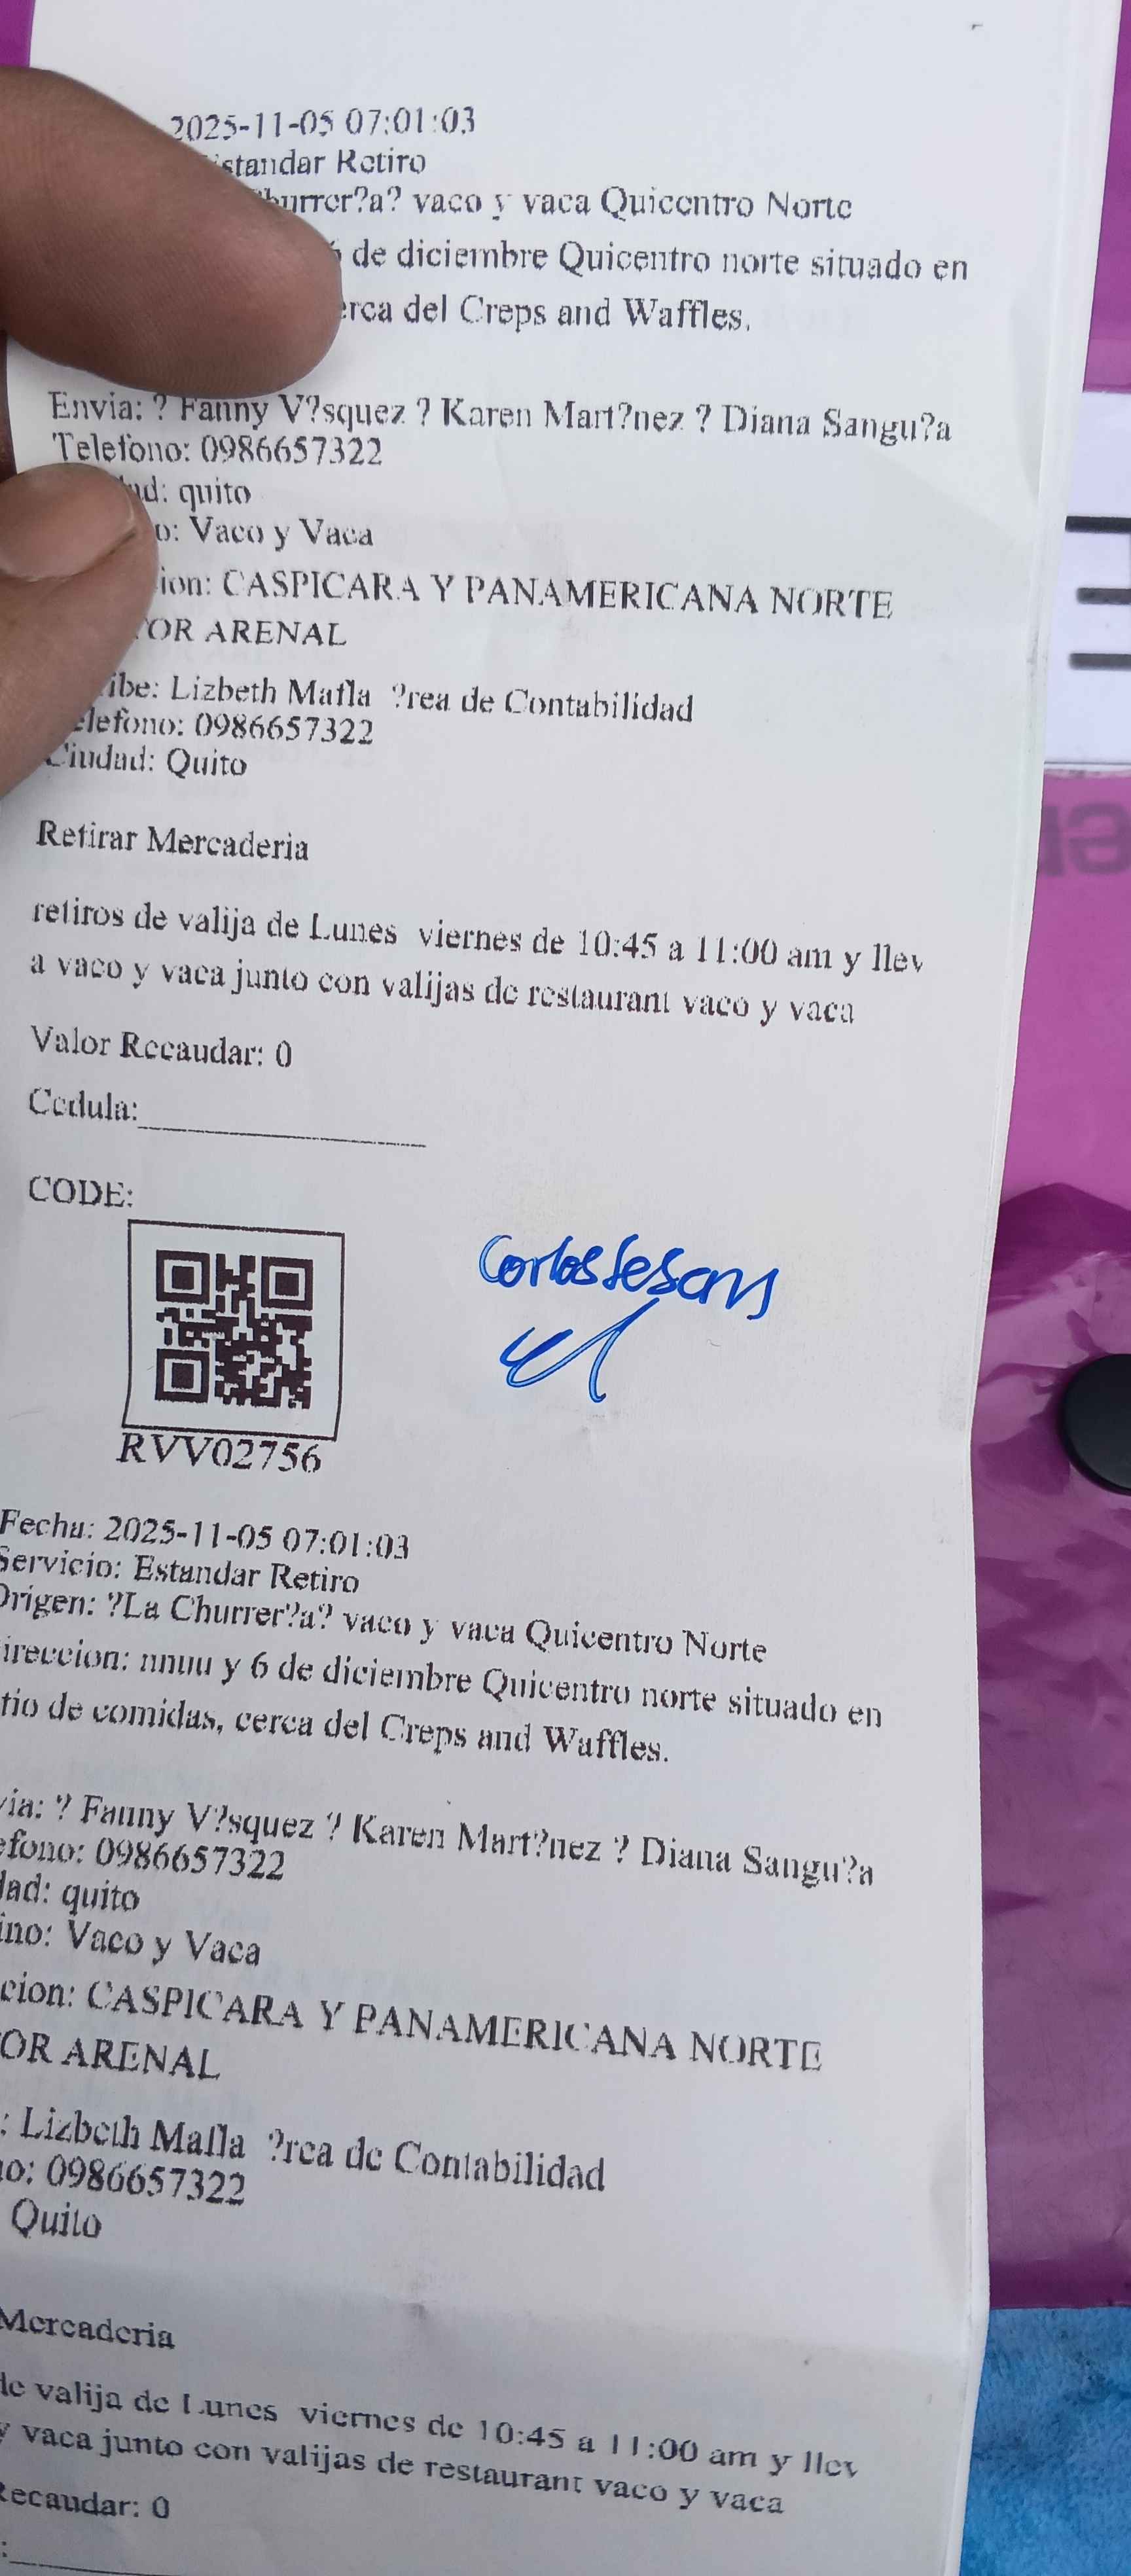 2025-11-05 07:01:03
standar Retiro
hurrer?a? vaco y vaca Quicentro Norte
de diciembre Quicentro norte situado en
erca del Creps and Waffles.
Envia: ? Fanny V?squez ? Karen Mart?nez ? Diana Sangu?a
Telefono: 0986657322
ad: quito
o: Vaco y Vaca
ion: CASPICARA Y PANAMERICANA NORTE
OR ARENAL
ibe: Lizbeth Mafla ?rea de Contabilidad
elefono: 0986657322
Ciudad: Quito
Retirar Mercaderia
retiros de valija de Lunes viernes de 10:45 a 11:00 am y llev
a vaco y vaca junto con valijas de restaurant vaco y vaca
Valor Recaudar: 0
Cedula:
CODE:
RVV02756
Fecha: 2025-11-05 07:01:03
Servicio: Estandar Retiro
Origen: ?La Churrer?a? vaco y vaca Quicentro Norte
ireccion: nnuu y 6 de diciembre Quicentro norte situado en
tio de comidas, cerca del Creps and Waffles.
via: ? Fanny V?squez ? Karen Mart?nez ? Diana Sangu?a
efono: 0986657322
dad: quito
ino: Vaco y Vaca
cion: CASPICARA Y PANAMERICANA NORTE
OR ARENAL
: Lizbeth Mafla ?rea de Contabilidad
no: 0986657322
Quito
Mercaderia
de valija de Lunes viernes de 10:45 a 11:00 am y llev
y vaca junto con valijas de restaurant vaco y vaca
Recaudar: 0
: